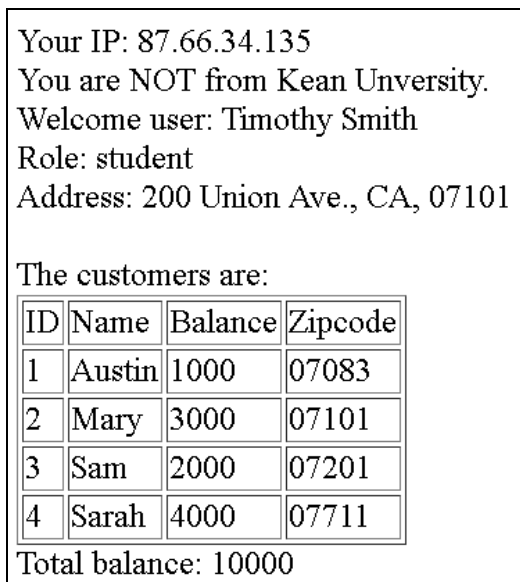 Your IP: 87.66.34.135
You are NOT from Kean Unversity.
Welcome user: Timothy Smith
Role: student
Address: 200 Union Ave., CA, 07101
The customers are:
ID Name Balance Zipcode
1 Austin 1000 07083
2 Mary 3000 07101
3 Sam 2000 07201
4 Sarah 4000 07711
Total balance: 10000